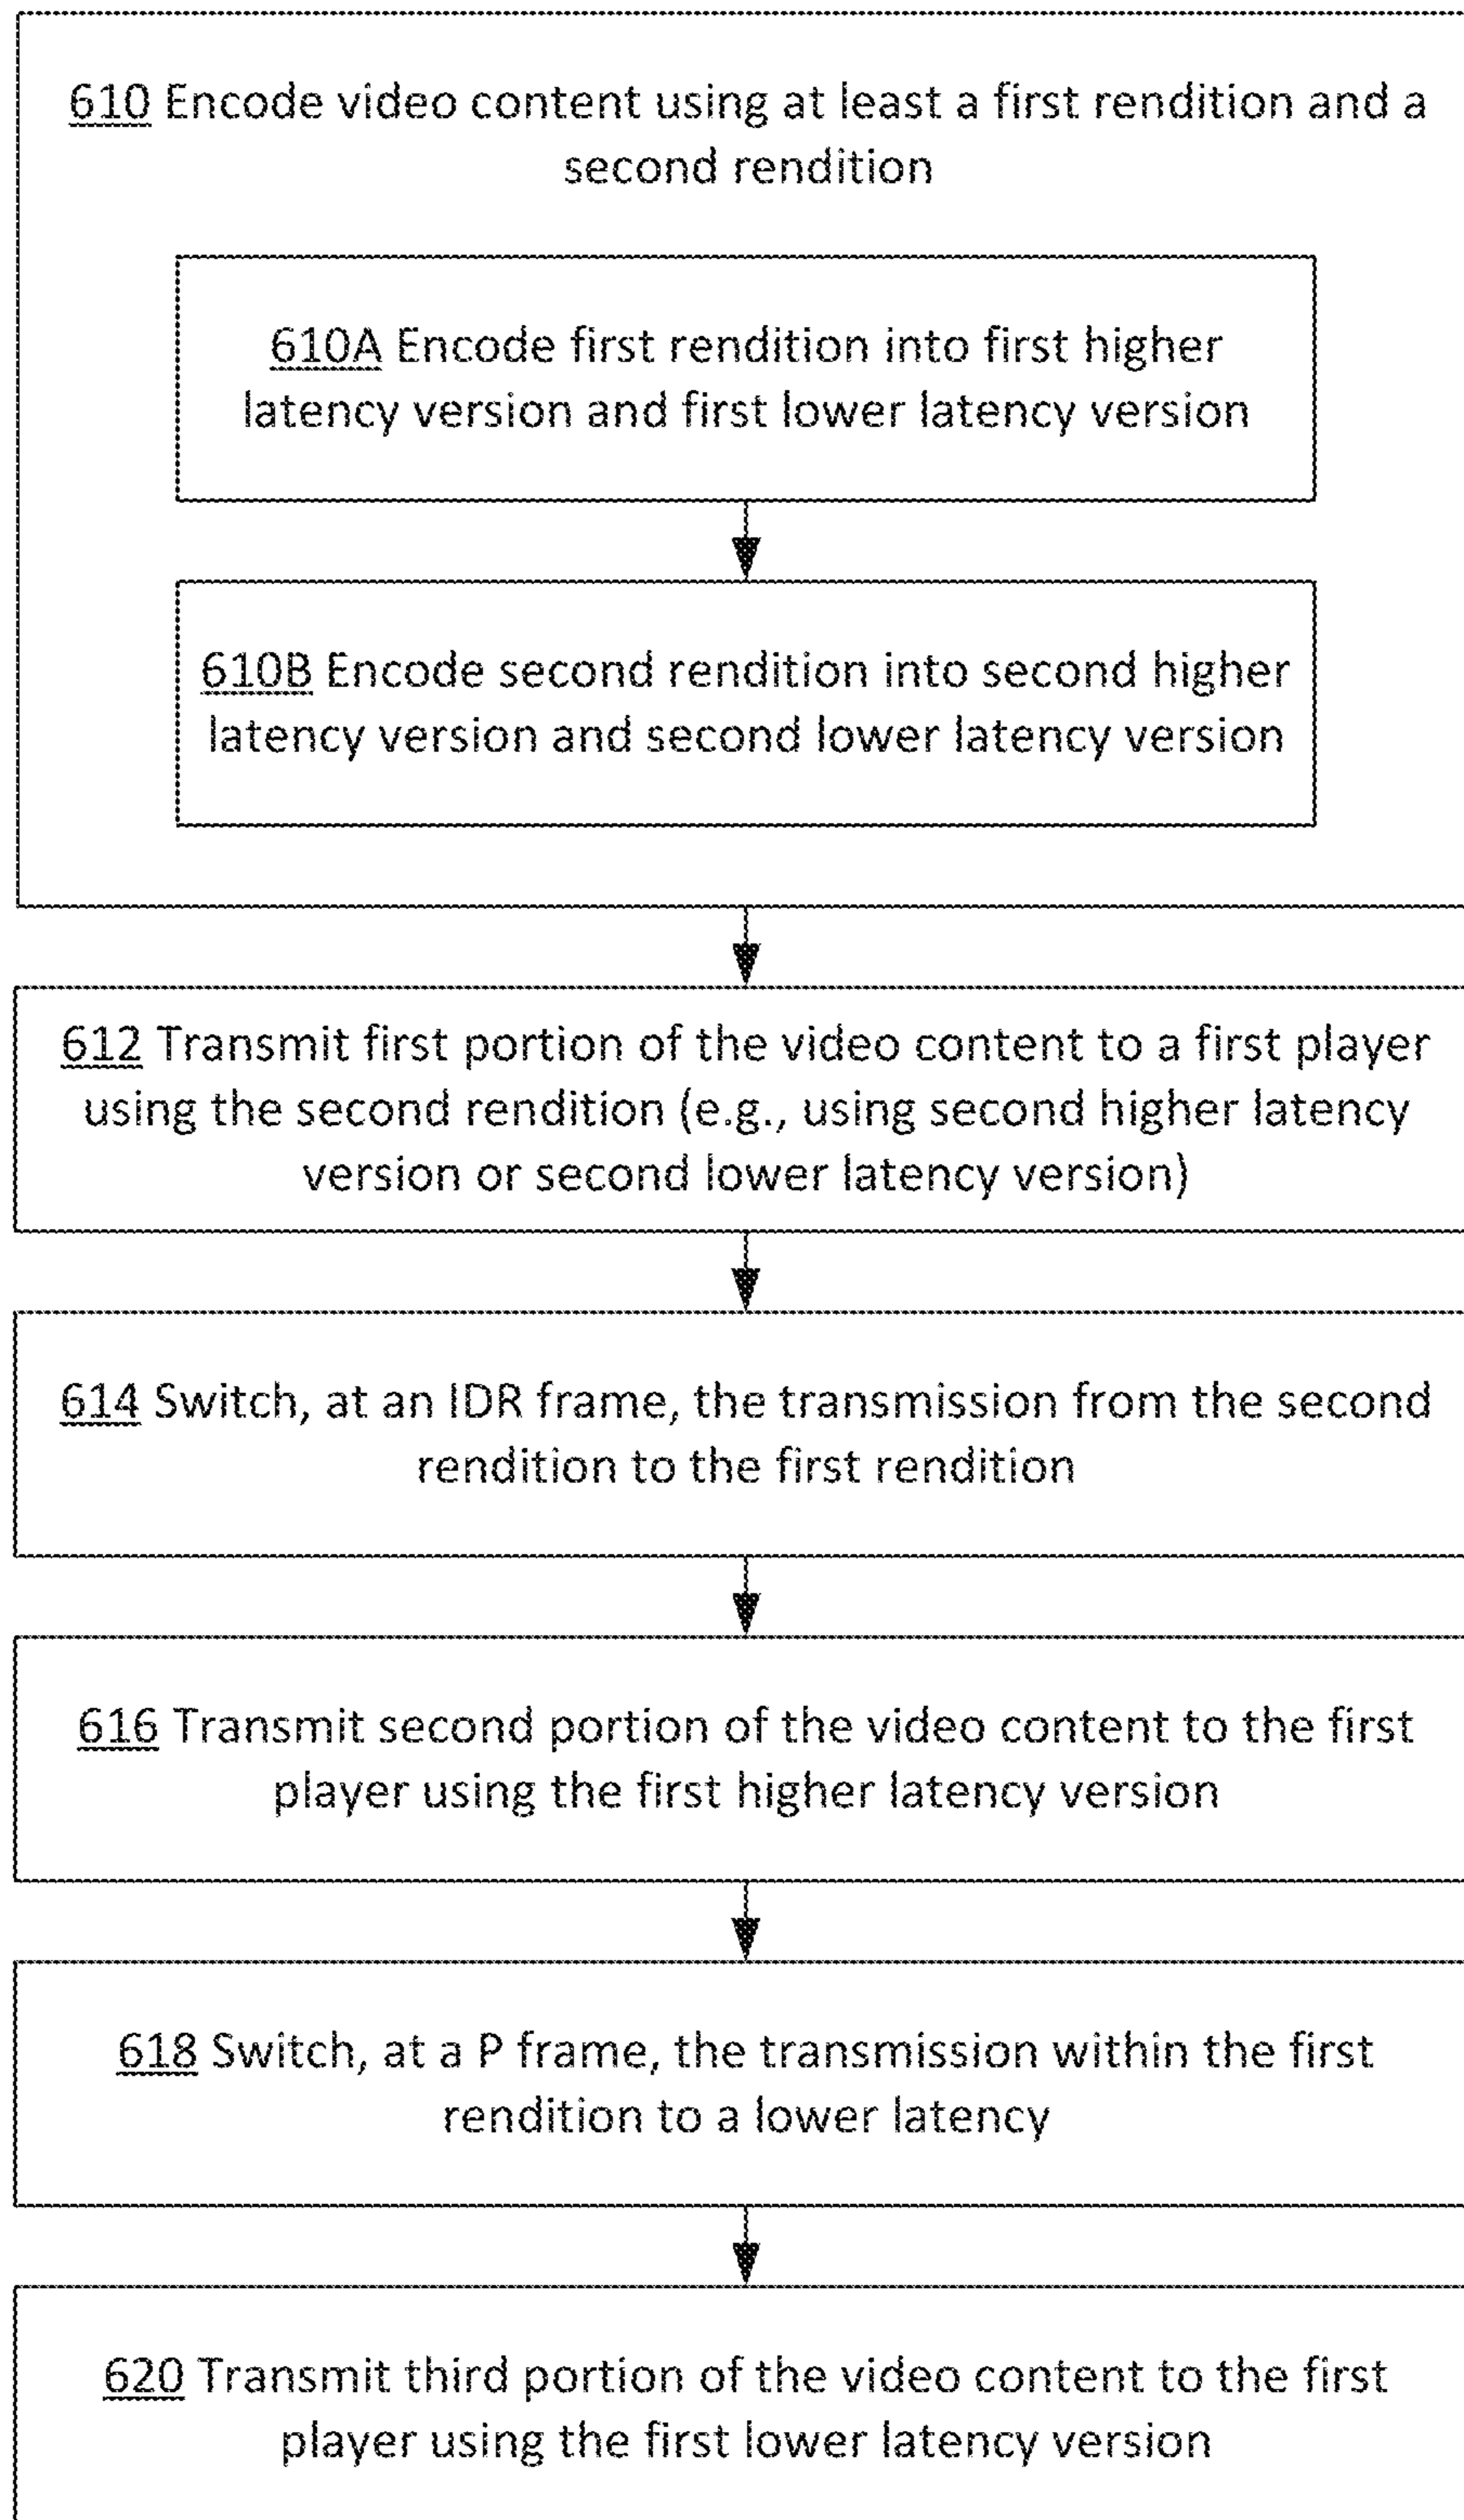 610 Encode video content using at least a first rendition and a
second rendition
610A Encode first rendition into first higher
latency version and first lower latency version
610B Encode second rendition into second higher
latency version and second lower latency version
612 Transmit first portion of the video content to a first player
using the second rendition (e.g., using second higher latency
version or second lower latency version)
614 Switch, at an IDR frame, the transmission from the second
rendition to the first rendition
616 Transmit second portion of the video content to the first
player using the first higher latency version
618 Switch, at a P frame, the transmission within the first
rendition to a lower latency
620 Transmit third portion of the video content to the first
player using the first lower latency version